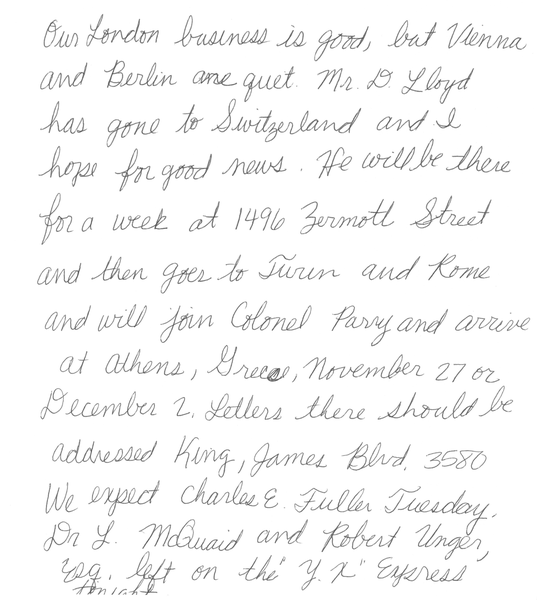 Our London business is good, but Vienna
and Berlin are quet. Mr. D. Lloyd
has gone to Switzerland and I
hope for good news. He will be there
for a week at 1496 Zermott Street
and then goes to Turin and Rome
and will join Colonel Parry and arrive
at Athens, Greece, November 27 or
December 2. Letters there should be
addressed King, James Blvd. 3580
We expect Charles E. Fuller Tuesday.
Dr L. McQuaid and Robert Unger,
Esq. left on the "Y. X" Express
tonight